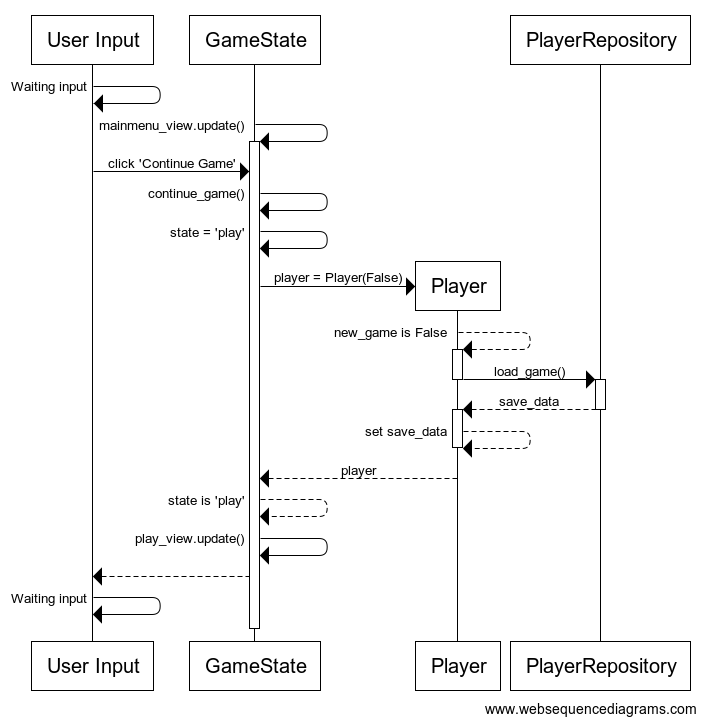 User Input
GameState
PlayerRepository
Waiting input
mainmenu_view.update()
click 'Continue Game'
continue_game()
state = 'play'
player = Player(False)
Player
new_game is False
load_game()
save_data
set save_data
player
state is 'play'
play_view.update()
Waiting input
User Input
GameState
Player
PlayerRepository
www.websequencediagrams.com